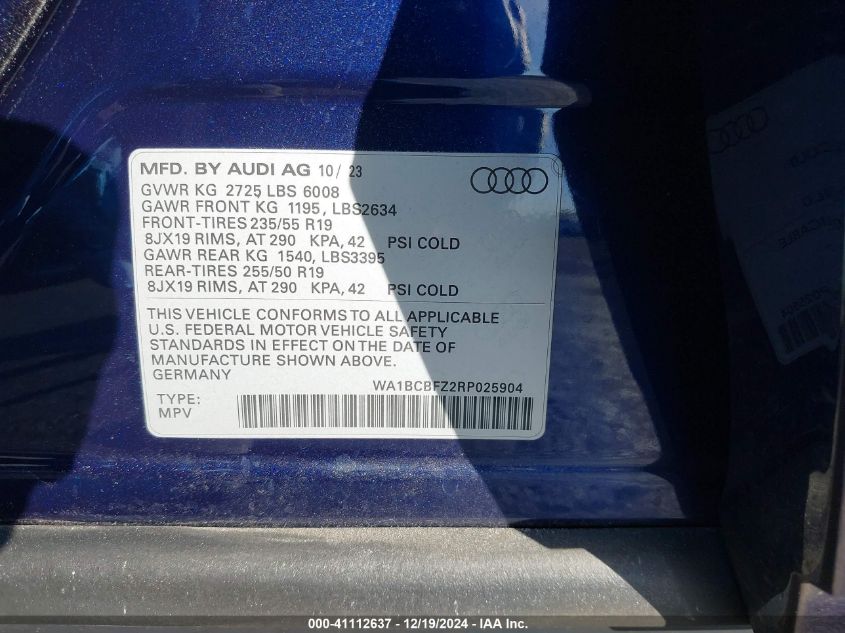 MFD. BY AUDI AG 10/ 23
GVWR KG 2725 LBS 6008
GAWR FRONT KG 1195, LBS2634
FRONT-TIRES 235/55 R19
8JX19 RIMS, AT 290 KPA, 42 PSI COLD
GAWR REAR KG 1540, LBS3395
REAR-TIRES 255/50 R19
8JX19 RIMS, AT 290 KPA, 42 PSI COLD
THIS VEHICLE CONFORMS TO ALL APPLICABLE
U.S. FEDERAL MOTOR VEHICLE SAFETY
STANDARDS IN EFFECT ON THE DATE OF
MANUFACTURE SHOWN ABOVE.
GERMANY
WA1BCBFZ2RP025904
TYPE:
MPV
000-41112637 - 12/19/2024 - IAA Inc.